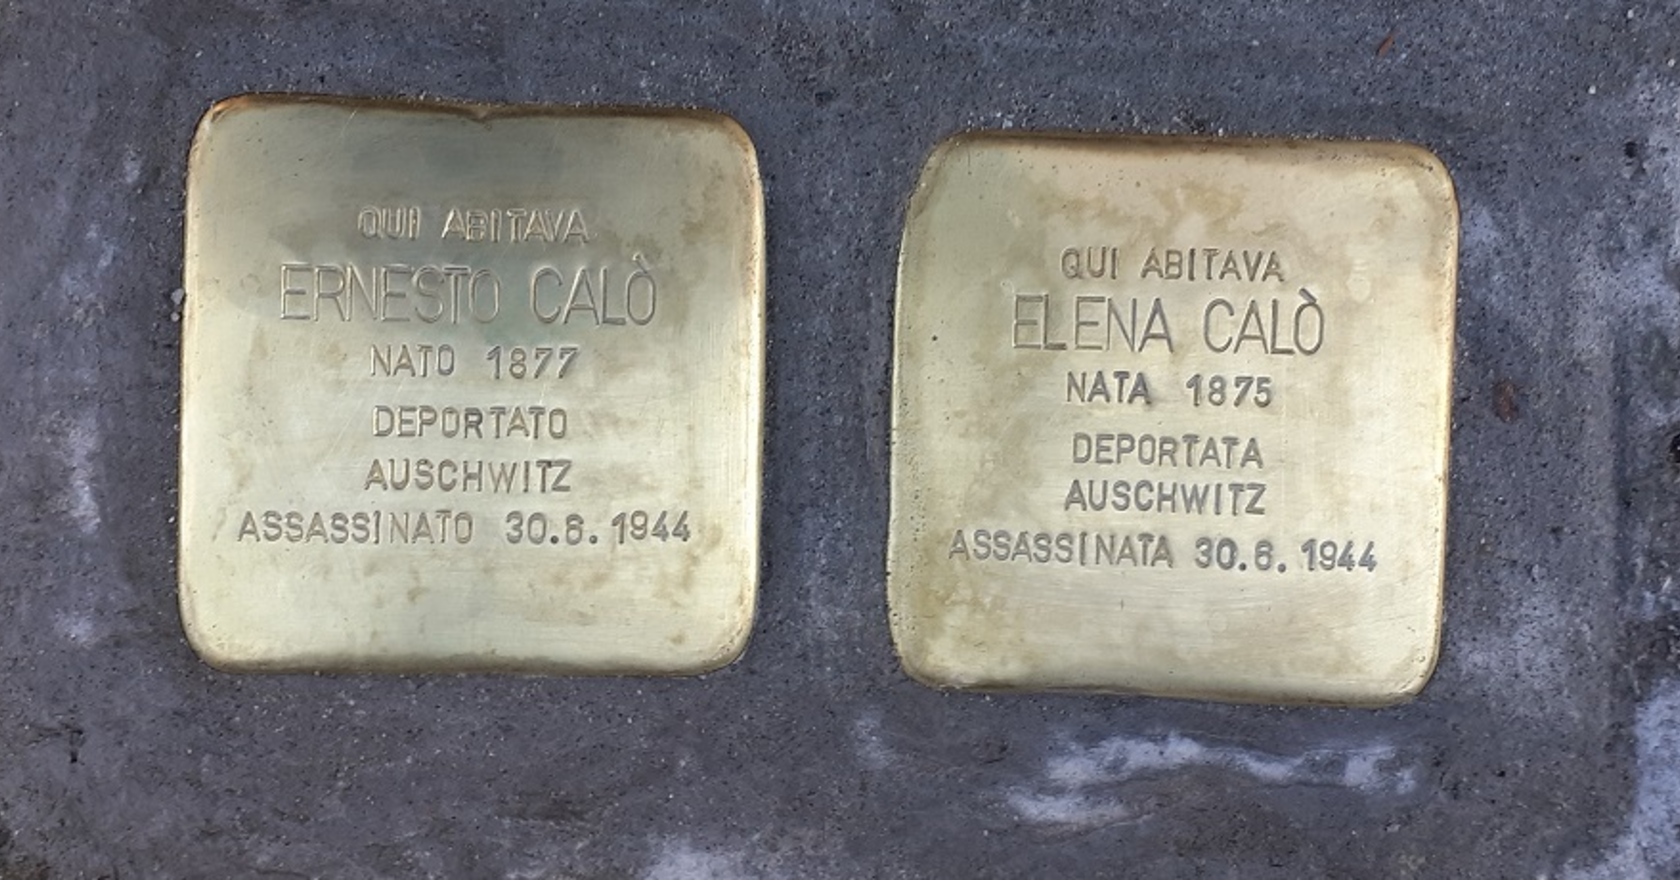 QUI ABITAVA
ERNESTO CALÒ
NATO 1877
DEPORTATO
AUSCHWITZ
ASSASSINATO 30.6.1944
QUI ABITAVA
ELENA CALÒ
NATA 1875
DEPORTATA
AUSCHWITZ
ASSASSINATA 30.6.1944